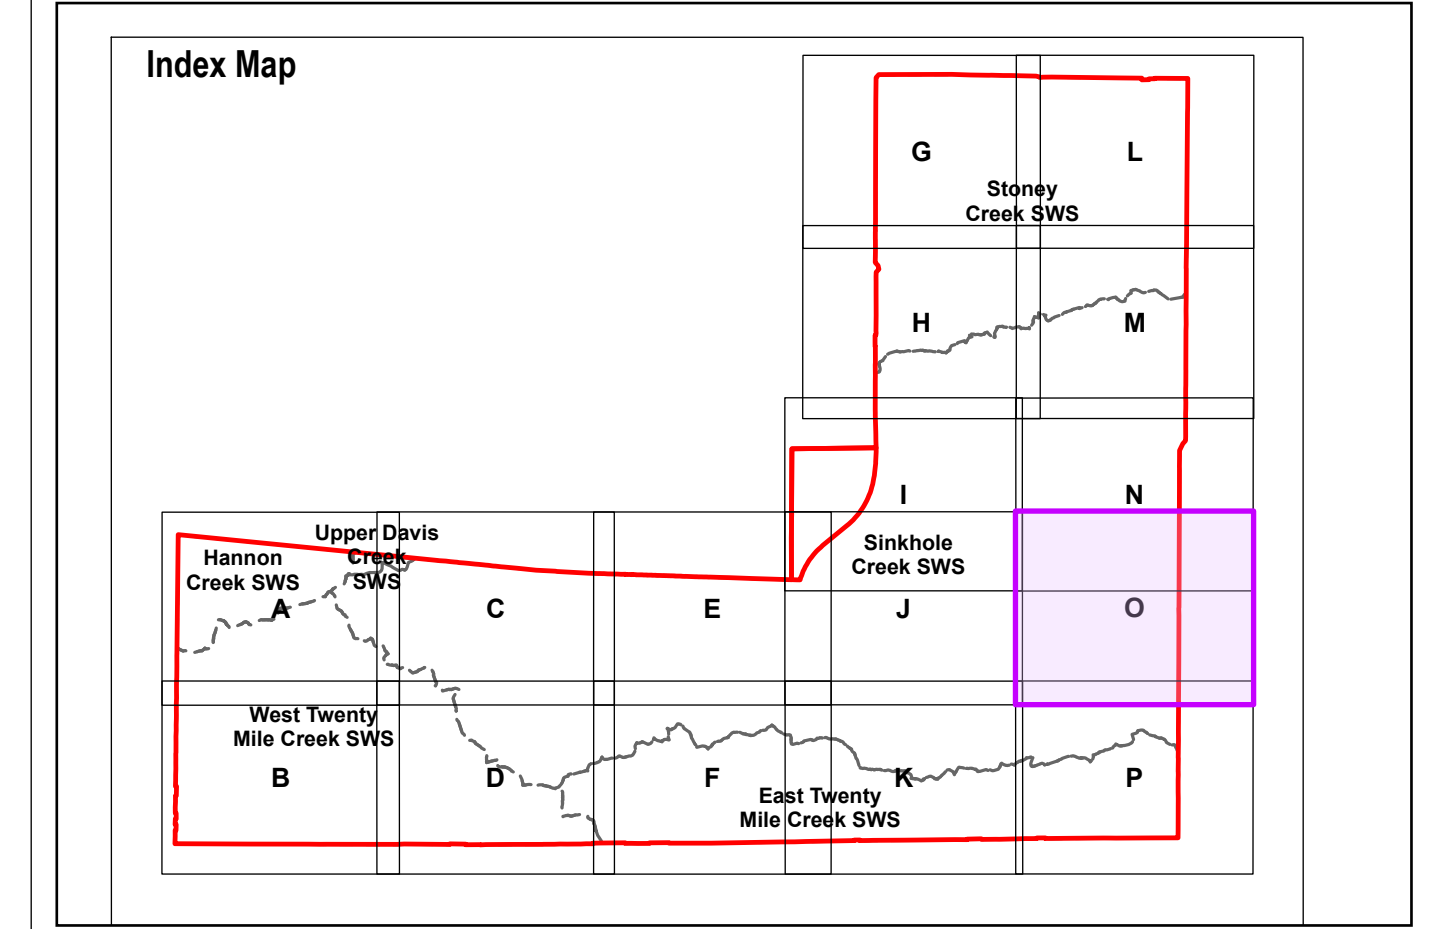 Index Map
G
L
Stoney
Creek SWS
H
M
I
N
Upper Davis
Creek
SWS
Hannon
Creek SWS
Sinkhole
Creek SWS
A
C
E
J
O
West Twenty
Mile Creek SWS
B
D
F
K
P
East Twenty
Mile Creek SWS